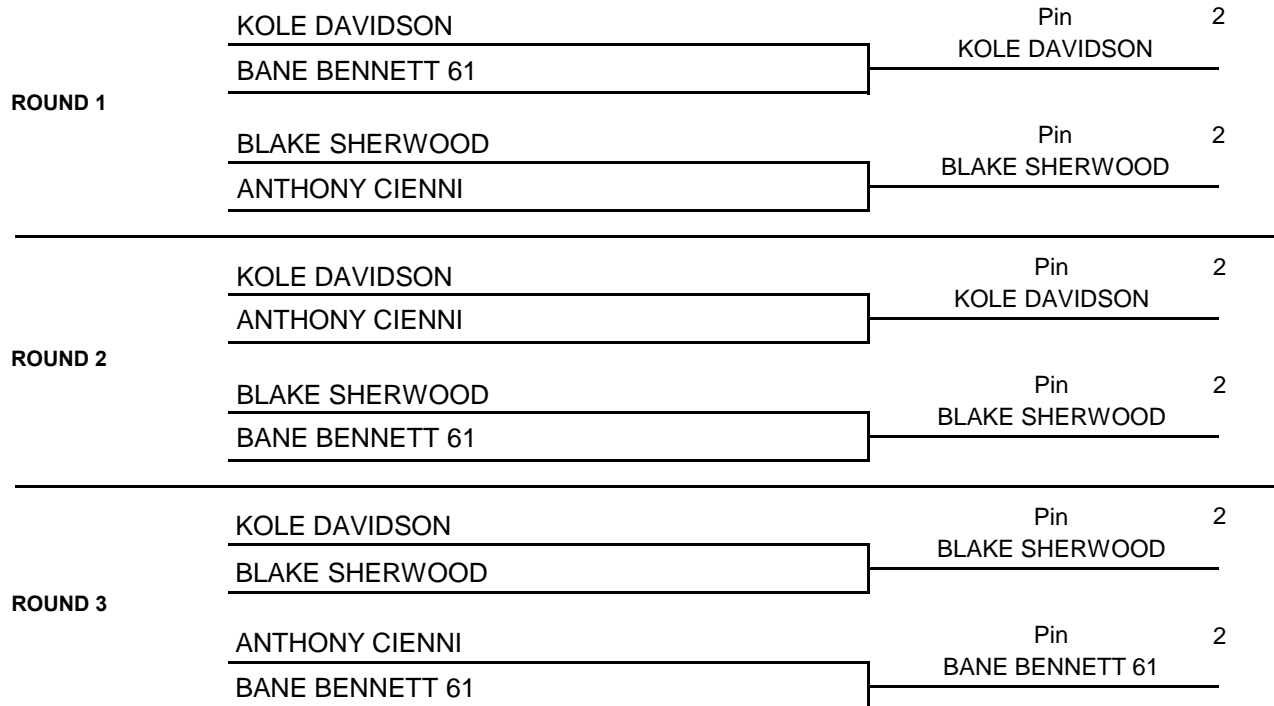 KOLE DAVIDSON
Pin 2
KOLE DAVIDSON
BANE BENNETT 61
ROUND 1
BLAKE SHERWOOD
Pin 2
BLAKE SHERWOOD
ANTHONY CIENNI
KOLE DAVIDSON
Pin 2
KOLE DAVIDSON
ANTHONY CIENNI
ROUND 2
BLAKE SHERWOOD
Pin 2
BLAKE SHERWOOD
BANE BENNETT 61
KOLE DAVIDSON
Pin 2
BLAKE SHERWOOD
BLAKE SHERWOOD
ROUND 3
ANTHONY CIENNI
Pin 2
BANE BENNETT 61
BANE BENNETT 61